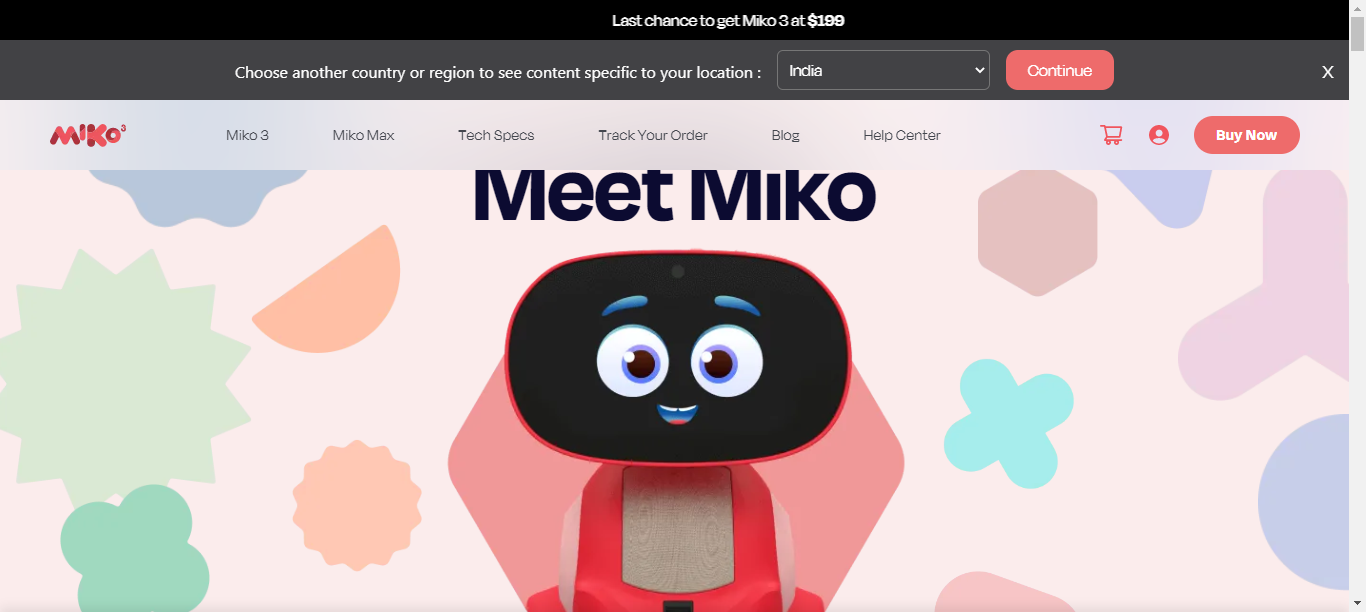 Last chance to get Miko 3 at $199
Choose another country or region to see content specific to your location :
India
Continue
X
MIKO3
Miko 3
Miko Max
Tech Specs
Track Your Order
Blog
Help Center
Buy Now
Meet Miko